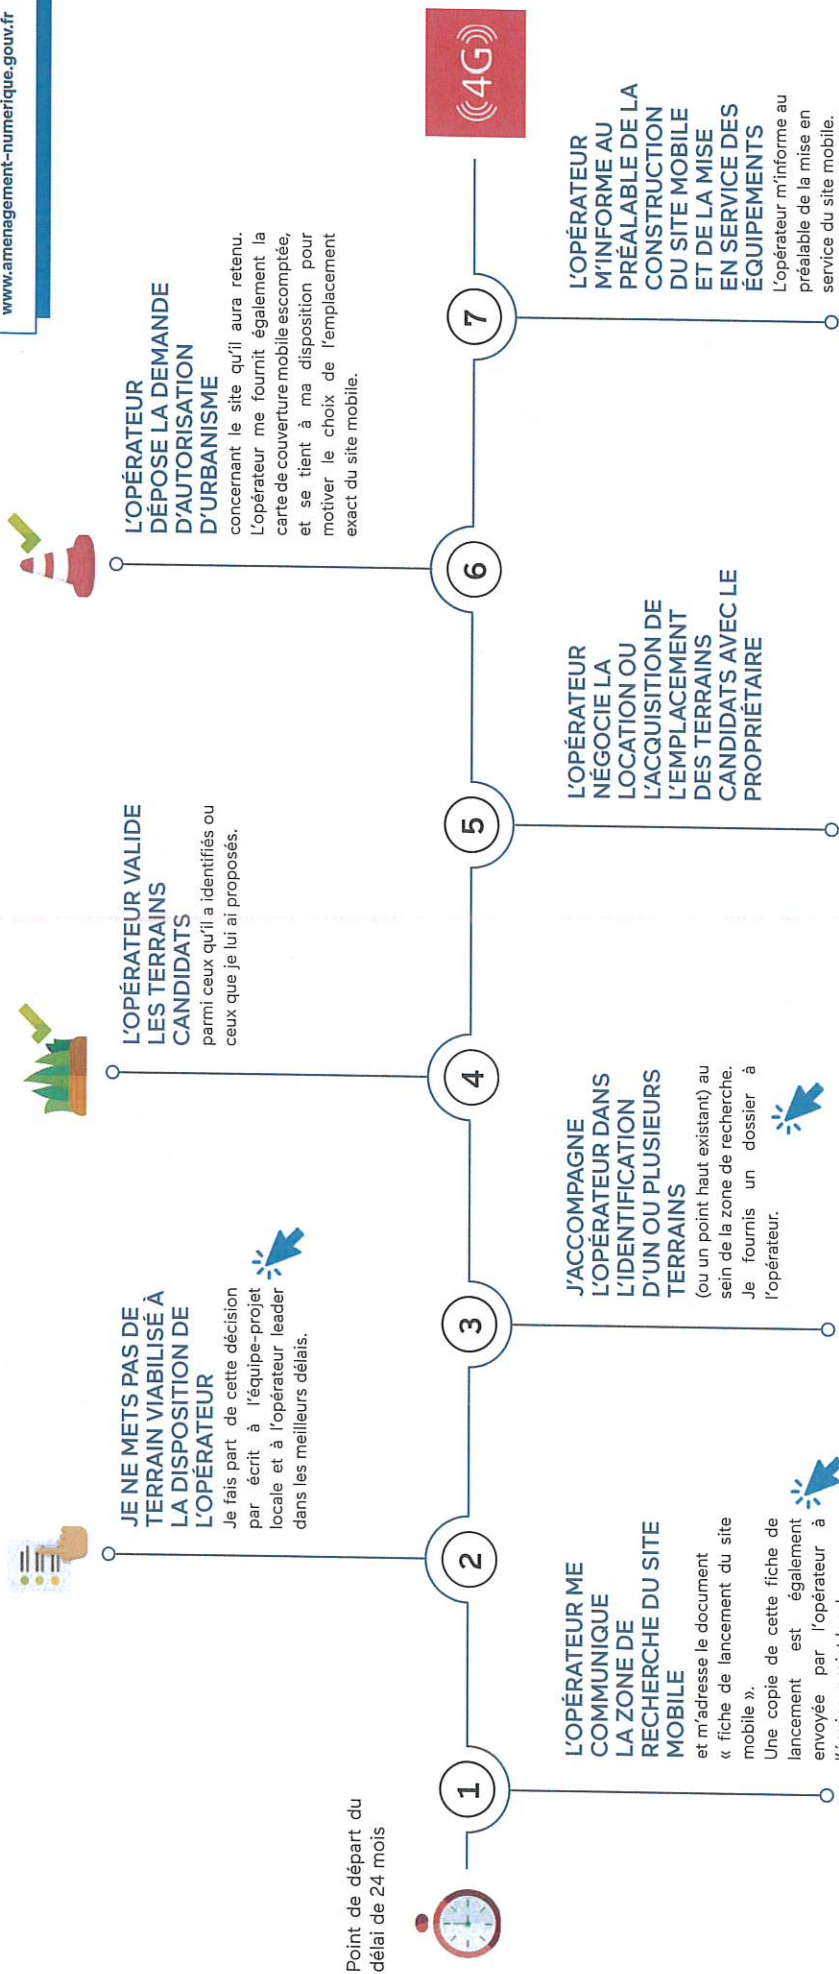 www.amenagement-numerique.gouv.fr
Point de départ du
délai de 24 mois
1
L'OPÉRATEUR ME
COMMUNIQUE
LA ZONE DE
RECHERCHE DU SITE
MOBILE
et m'adresse le document
« fiche de lancement du site
mobile ».
Une copie de cette fiche de
lancement est également
envoyée par l'opérateur à
2
JE NE METS PAS DE
TERRAIN VIABILISÉ À
LA DISPOSITION DE
L'OPÉRATEUR
Je fais part de cette décision
par écrit à l'équipe-projet
locale et à l'opérateur leader
dans les meilleurs délais.
3
J'ACCOMPAGNE
L'OPÉRATEUR DANS
L'IDENTIFICATION
D'UN OU PLUSIEURS
TERRAINS
(ou un point haut existant) au
sein de la zone de recherche.
Je fournis un dossier à
l'opérateur.
4
L'OPÉRATEUR VALIDE
LES TERRAINS
CANDIDATS
parmi ceux qu'il a identifiés ou
ceux que je lui ai proposés.
5
L'OPÉRATEUR
NÉGOCIE LA
LOCATION OU
L'ACQUISITION DE
L'EMPLACEMENT
DES TERRAINS
CANDIDATS AVEC LE
PROPRIÉTAIRE
6
L'OPÉRATEUR
DÉPOSE LA DEMANDE
D'AUTORISATION
D'URBANISME
concernant le site qu'il aura retenu.
L'opérateur me fournit également la
carte de couverture mobile escomptée,
et se tient à ma disposition pour
motiver le choix de l'emplacement
exact du site mobile.
7
L'OPÉRATEUR
M'INFORME AU
PRÉALABLE DE LA
CONSTRUCTION
DU SITE MOBILE
ET DE LA MISE
EN SERVICE DES
ÉQUIPEMENTS
L'opérateur m'informe au
préalable de la mise en
service du site mobile.
((4G))